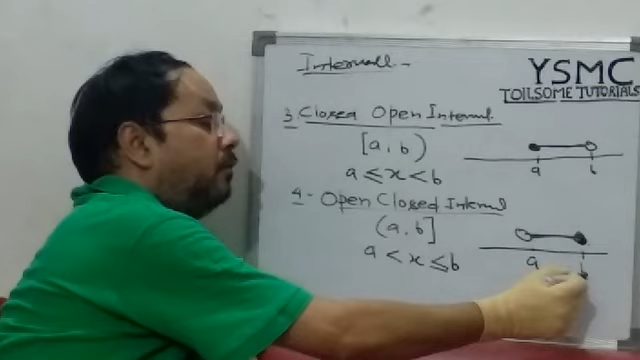 Intervall -
YSMC
TOILSOME TUTORIALS
3. Closed Open Interval.
[a, b)
a ≤ x < b
a b
4 - Open Closed Interval
(a, b]
a < x ≤ b
a b